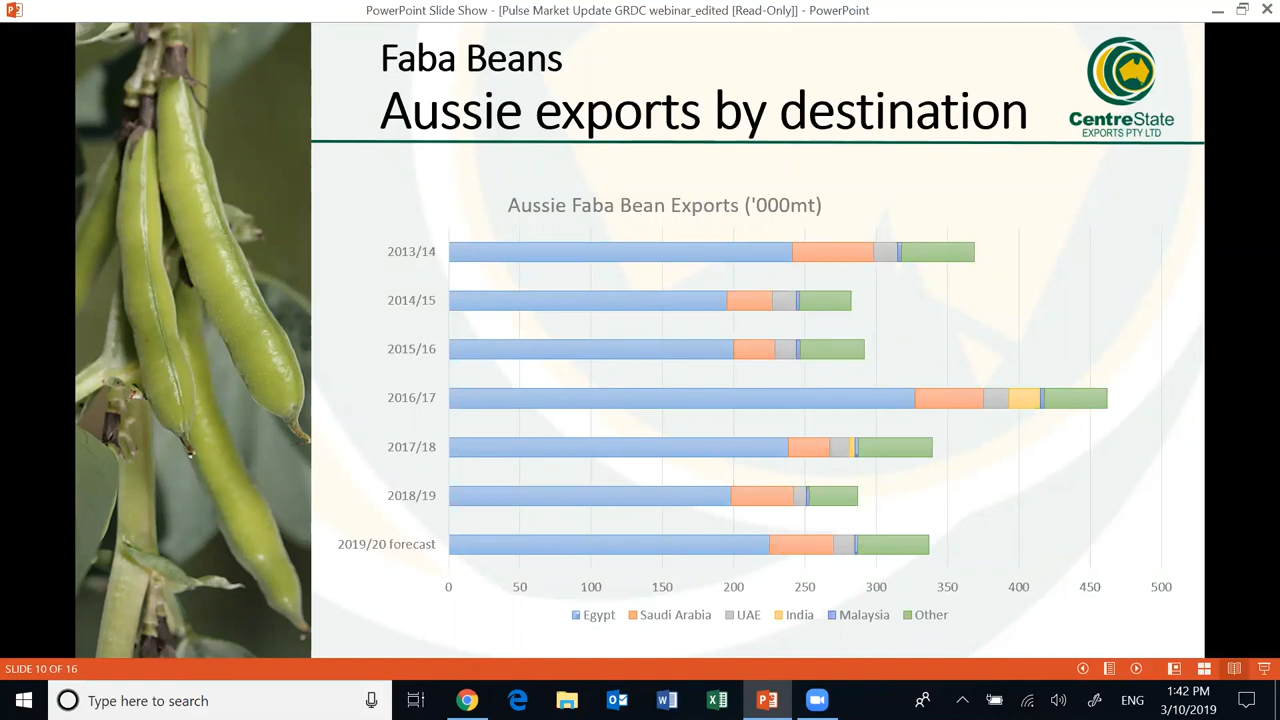 PowerPoint Slide Show - [Pulse Market Update GRDC webinar_edited [Read-Only]] - PowerPoint
Faba Beans
Aussie exports by destination
CentreState
EXPORTS PTY LTD
Aussie Faba Bean Exports ('000mt)
2013/14
2014/15
2015/16
2016/17
2017/18
2018/19
2019/20 forecast
0 50 100 150 200 250 300 350 400 450 500
Egypt Saudi Arabia UAE India Malaysia Other
SLIDE 10 OF 16
Type here to search
ENG
1:42 PM
3/10/2019